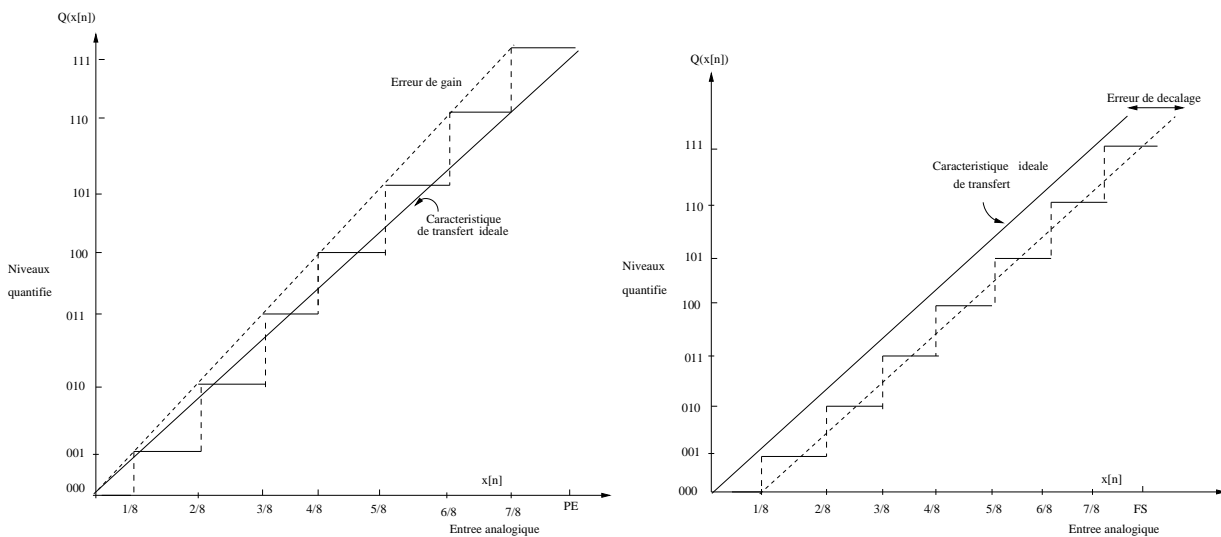 Q(x[n])
111
110
101
100
011
010
001
000
Niveaux
quantifie
Erreur de gain
Caracteristique
de transfert ideale
x[n]
1/8
2/8
3/8
4/8
5/8
6/8
7/8
PE
Entree analogique
Q(x[n])
111
110
101
100
011
010
001
000
Niveaux
quantifie
Erreur de decalage
Caracteristique ideale
de transfert
x[n]
1/8
2/8
3/8
4/8
5/8
6/8
7/8
FS
Entree analogique